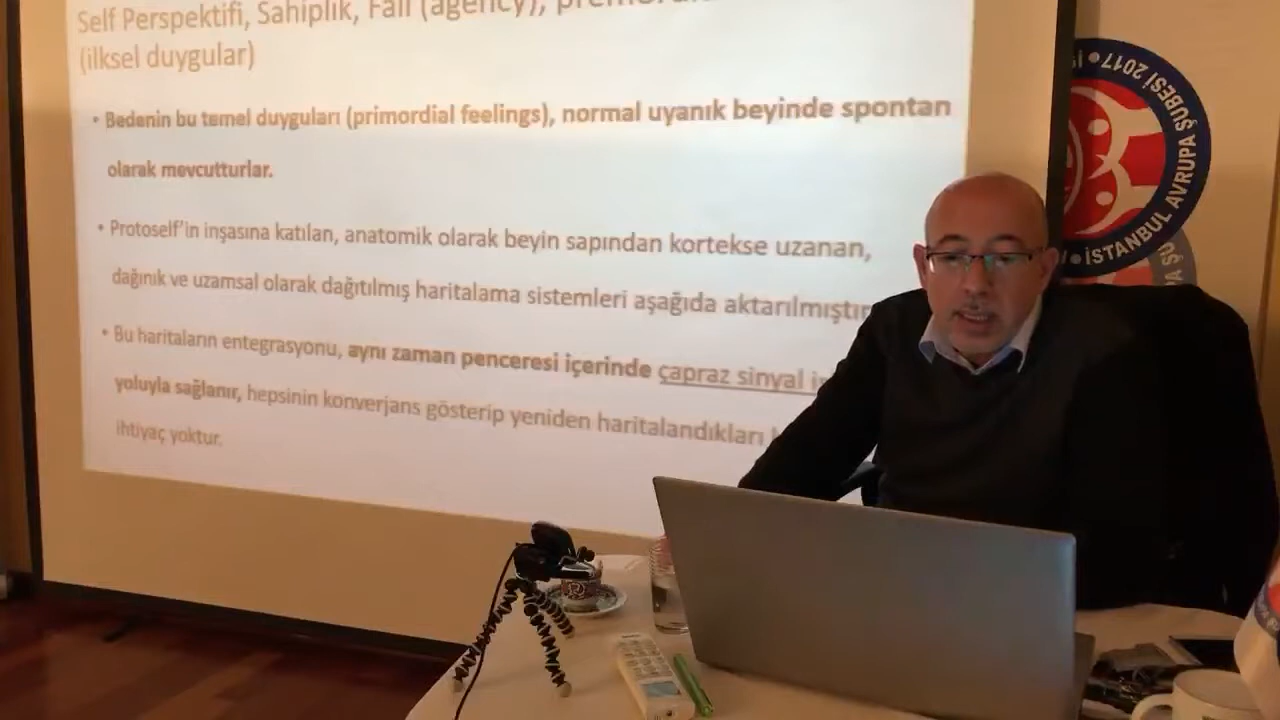 Self Perspektifi, Sahiplik, Fail (agency),
(ilksel duygular)
• Bedenin bu temel duyguları (primordial feelings), normal uyanık beyinde spontan
olarak mevcutturlar.
• Protoself'in inşasına katılan, anatomik olarak beyin sapından kortekse uzanan,
dağınık ve uzamsal olarak dağıtılmış haritalama sistemleri aşağıda aktarılmıştır
• Bu haritaların entegrasyonu, aynı zaman penceresi içerinde çapraz sinyal
yoluyla sağlanır, hepsinin konverjans gösterip yeniden haritalandıkları
ihtiyaç yoktur.
• İSTANBUL AVRUPA ŞUBESİ 2017 •